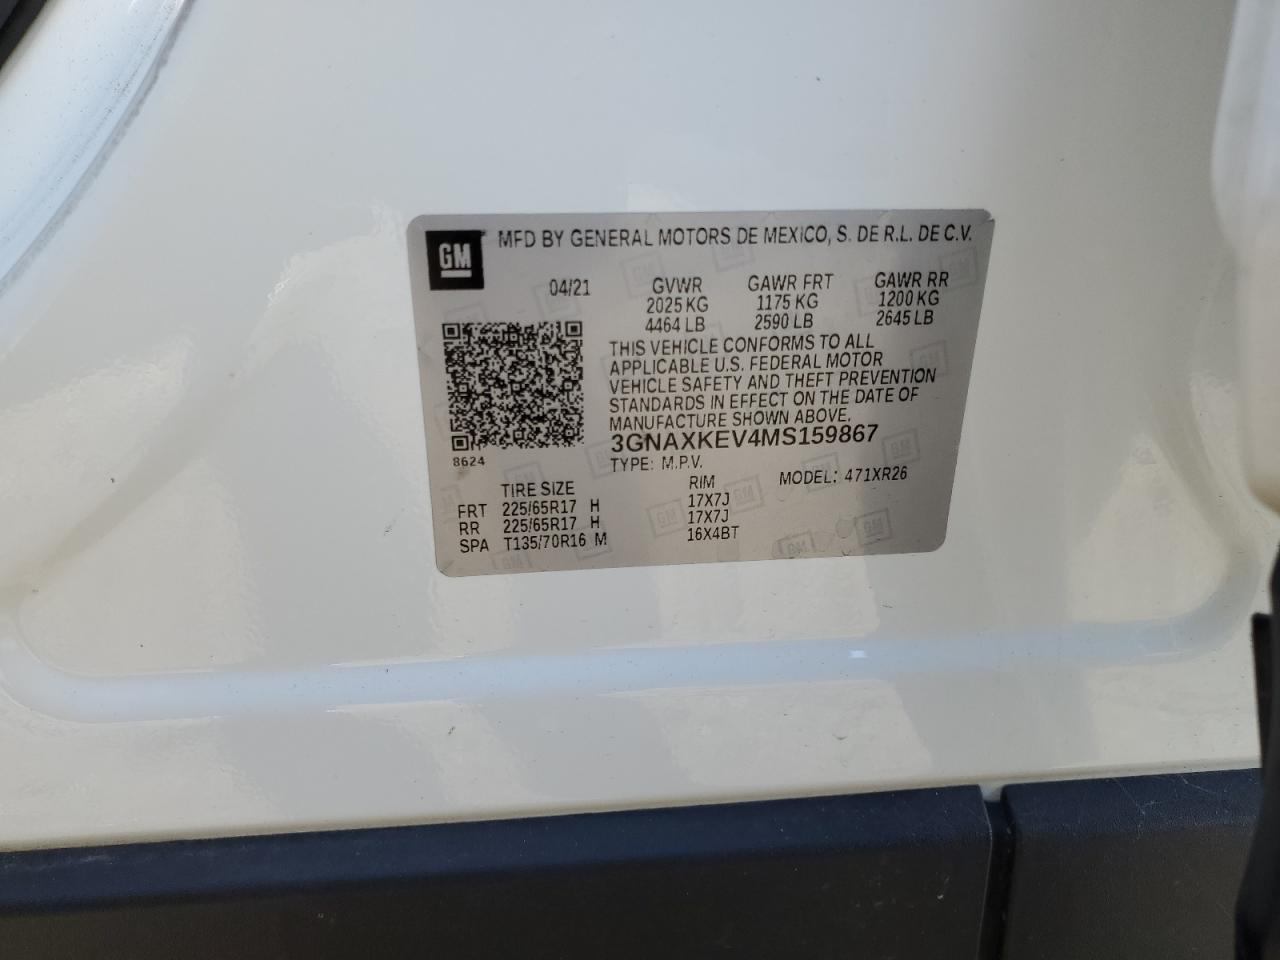 GM MFD BY GENERAL MOTORS DE MEXICO, S. DE R.L. DE C.V.
04/21 GVWR GAWR FRT GAWR RR
2025 KG 1175 KG 1200 KG
4464 LB 2590 LB 2645 LB
THIS VEHICLE CONFORMS TO ALL
APPLICABLE U.S. FEDERAL MOTOR
VEHICLE SAFETY AND THEFT PREVENTION
STANDARDS IN EFFECT ON THE DATE OF
MANUFACTURE SHOWN ABOVE.
3GNAXKEV4MS159867
8624 TYPE: M.P.V. MODEL: 471XR26
TIRE SIZE RIM
FRT 225/65R17 H 17X7J
RR 225/65R17 H 17X7J
SPA T135/70R16 M 16X4BT